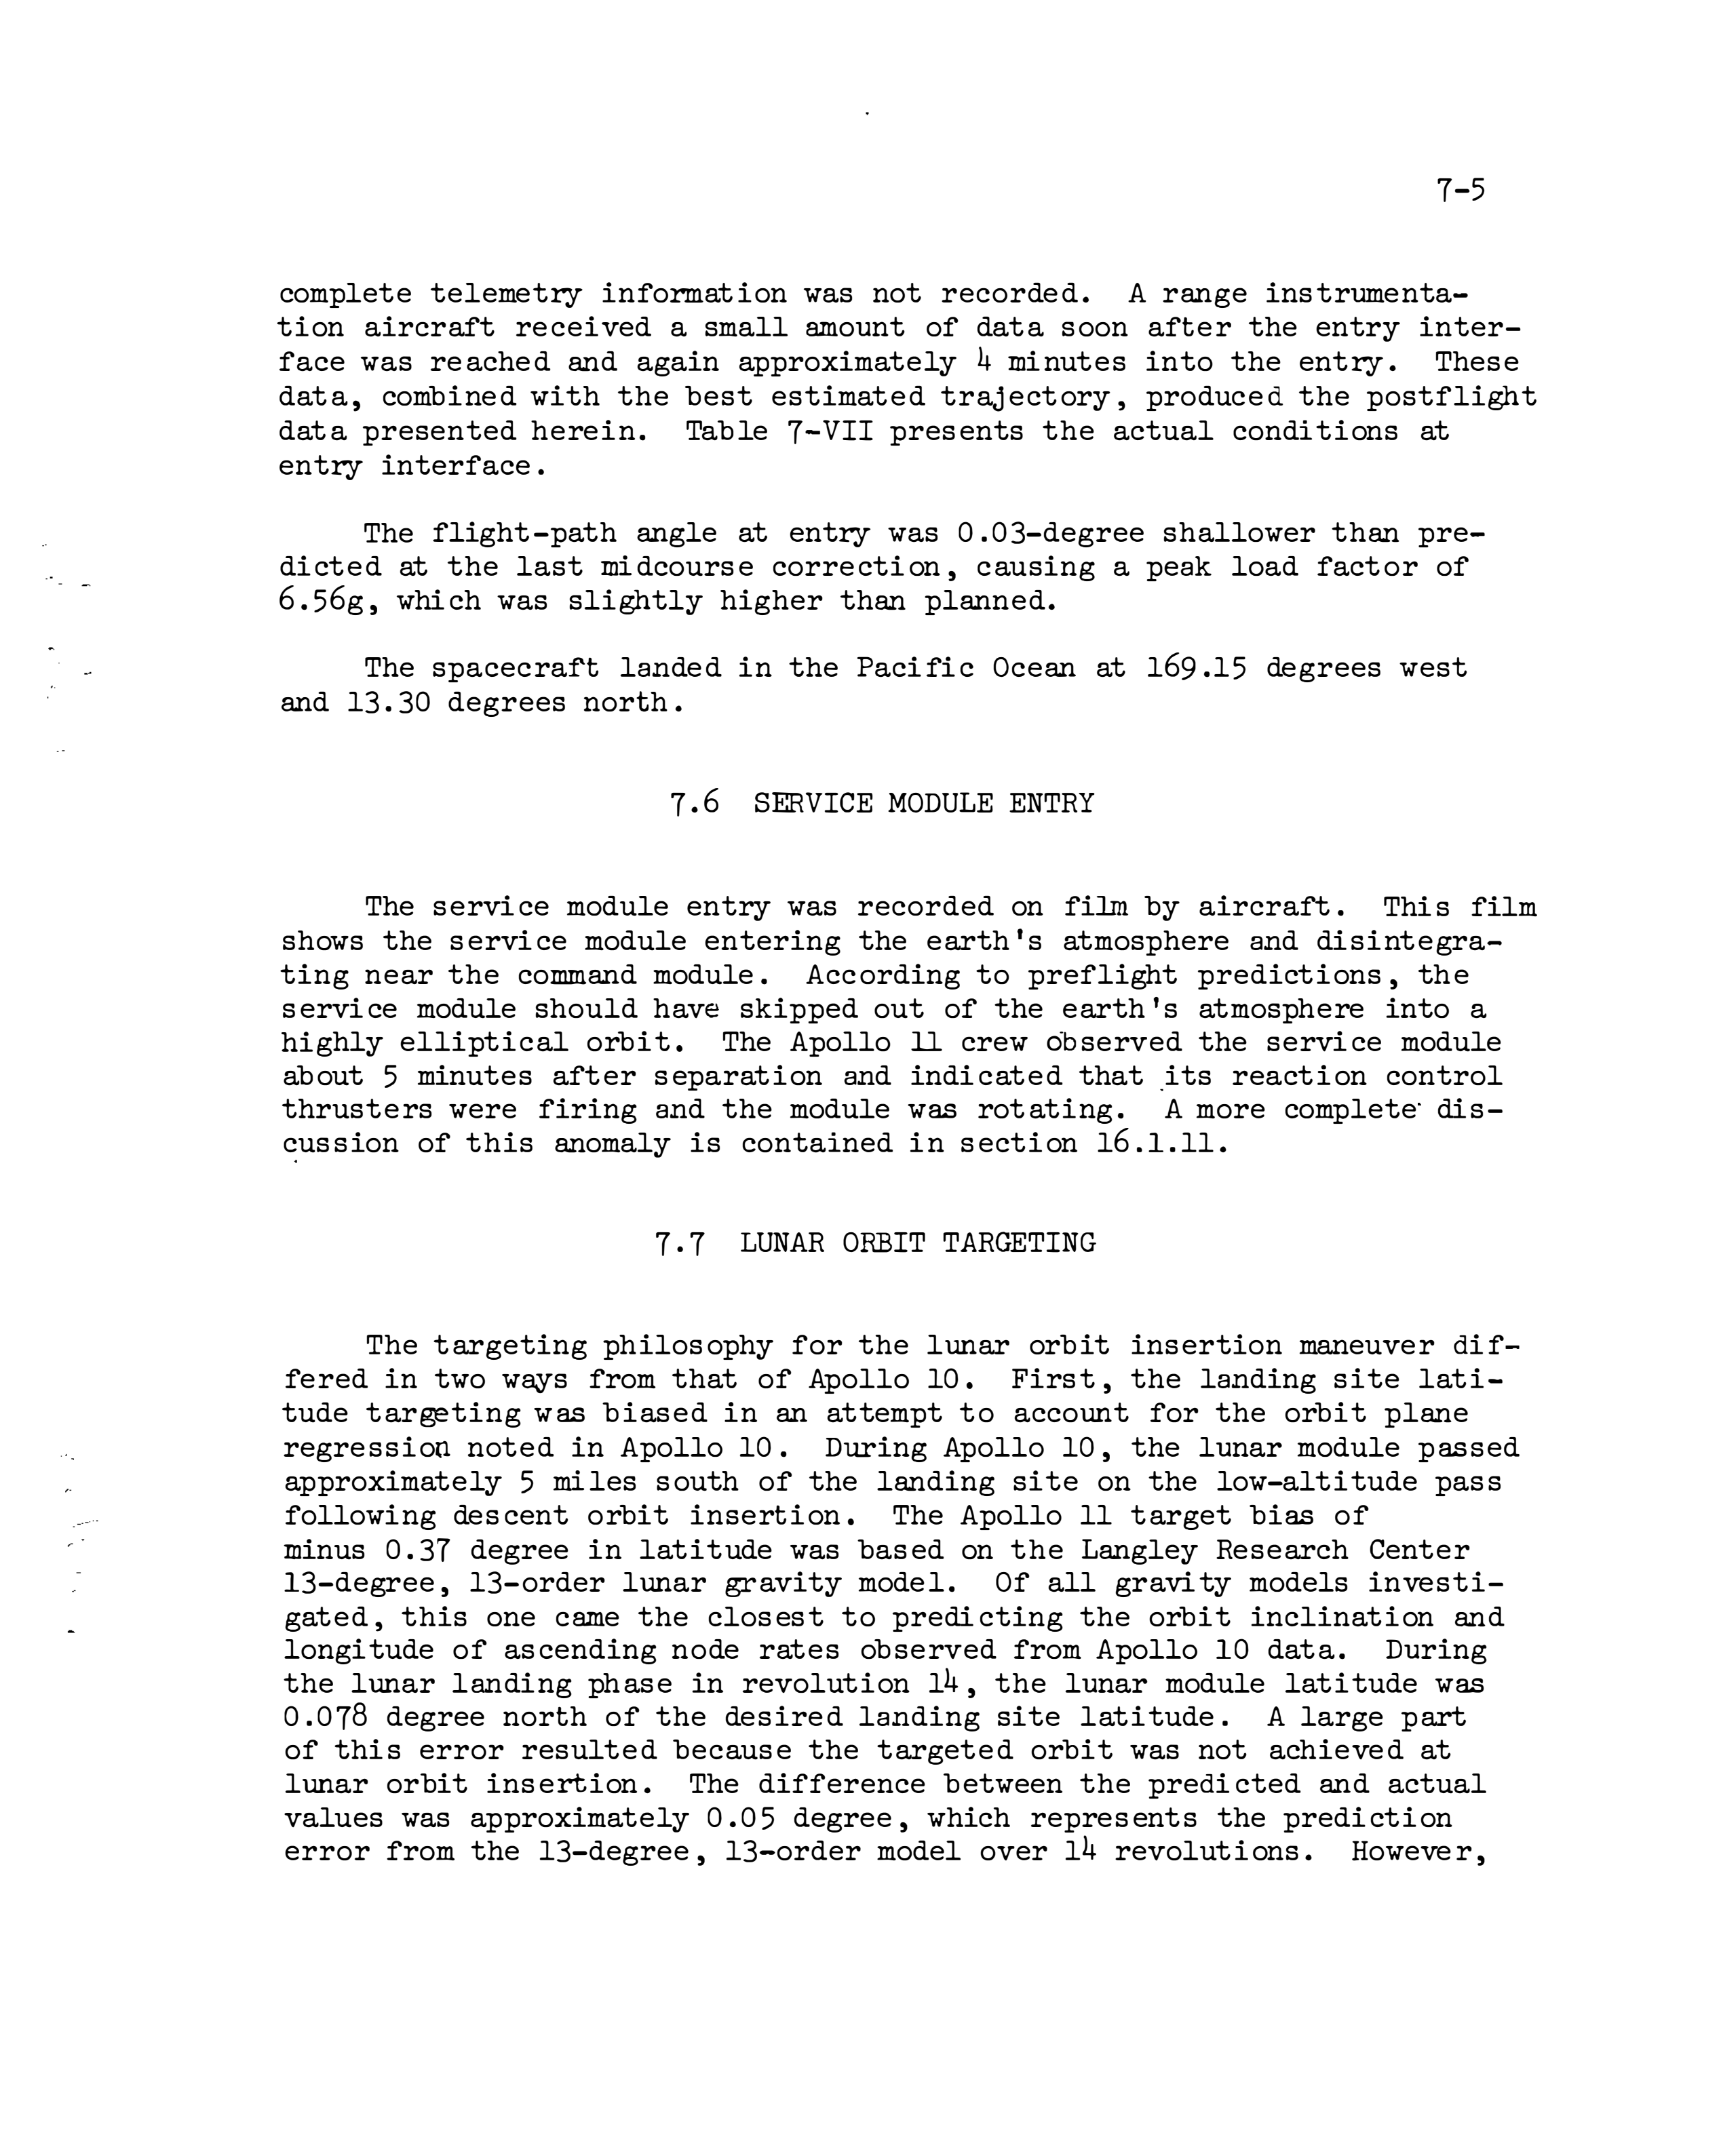 7-5
complete telemetry information was not recorded. A range instrumenta-
tion aircraft received a small amount of data soon after the entry inter-
face was reached and again approximately 4 minutes into the entry. These
data, combined with the best estimated trajectory, produced the postflight
data presented herein. Table 7-VII presents the actual conditions at
entry interface.
The flight-path angle at entry was 0.03-degree shallower than pre-
dicted at the last midcourse correction, causing a peak load factor of
6.56g, which was slightly higher than planned.
The spacecraft landed in the Pacific Ocean at 169.15 degrees west
and 13.30 degrees north.
7.6 SERVICE MODULE ENTRY
The service module entry was recorded on film by aircraft. This film
shows the service module entering the earth's atmosphere and disintegra-
ting near the command module. According to preflight predictions, the
service module should have skipped out of the earth's atmosphere into a
highly elliptical orbit. The Apollo 11 crew observed the service module
about 5 minutes after separation and indicated that its reaction control
thrusters were firing and the module was rotating. A more complete dis-
cussion of this anomaly is contained in section 16.1.11.
7.7 LUNAR ORBIT TARGETING
The targeting philosophy for the lunar orbit insertion maneuver dif-
fered in two ways from that of Apollo 10. First, the landing site lati-
tude targeting was biased in an attempt to account for the orbit plane
regression noted in Apollo 10. During Apollo 10, the lunar module passed
approximately 5 miles south of the landing site on the low-altitude pass
following descent orbit insertion. The Apollo 11 target bias of
minus 0.37 degree in latitude was based on the Langley Research Center
13-degree, 13-order lunar gravity model. Of all gravity models investi-
gated, this one came the closest to predicting the orbit inclination and
longitude of ascending node rates observed from Apollo 10 data. During
the lunar landing phase in revolution 14, the lunar module latitude was
0.078 degree north of the desired landing site latitude. A large part
of this error resulted because the targeted orbit was not achieved at
lunar orbit insertion. The difference between the predicted and actual
values was approximately 0.05 degree, which represents the prediction
error from the 13-degree, 13-order model over 14 revolutions. However,